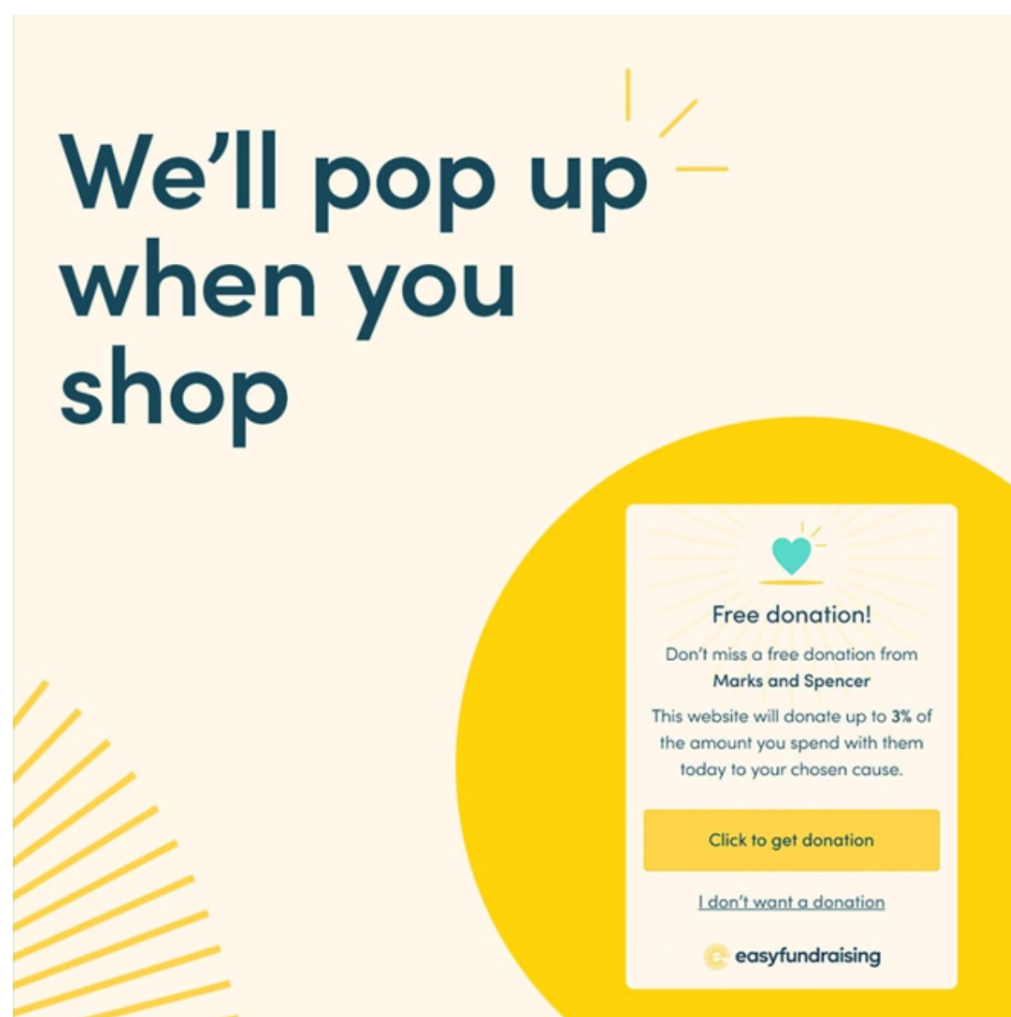 We’ll pop up
when you
shop
Free donation!
Don’t miss a free donation from
Marks and Spencer
This website will donate up to 3% of
the amount you spend with them
today to your chosen cause.
Click to get donation
I don’t want a donation
easyfundraising